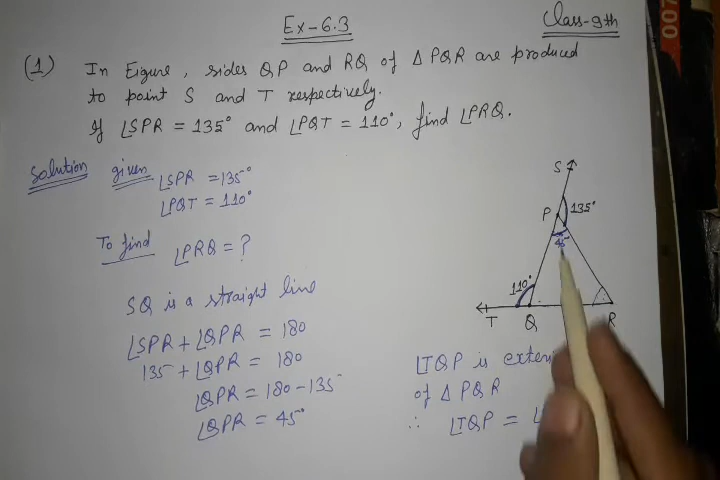 Ex-6.3
Class-9th
007
(1) In Figure, sides QP and RQ of Δ PQR are produced
to point S and T respectively.
If ∠SPR = 135° and ∠PQT = 110°, find ∠PRQ.
Solution given ∠SPR = 135°
∠PQT = 110°
To find ∠PRQ = ?
SQ is a straight line
∠SPR + ∠QPR = 180
135 + ∠QPR = 180
∠QPR = 180-135
∠QPR = 45°
S
P 135°
45
110°
T Q R
∠TQP is
of Δ PQR
∴ ∠TQP = ∠